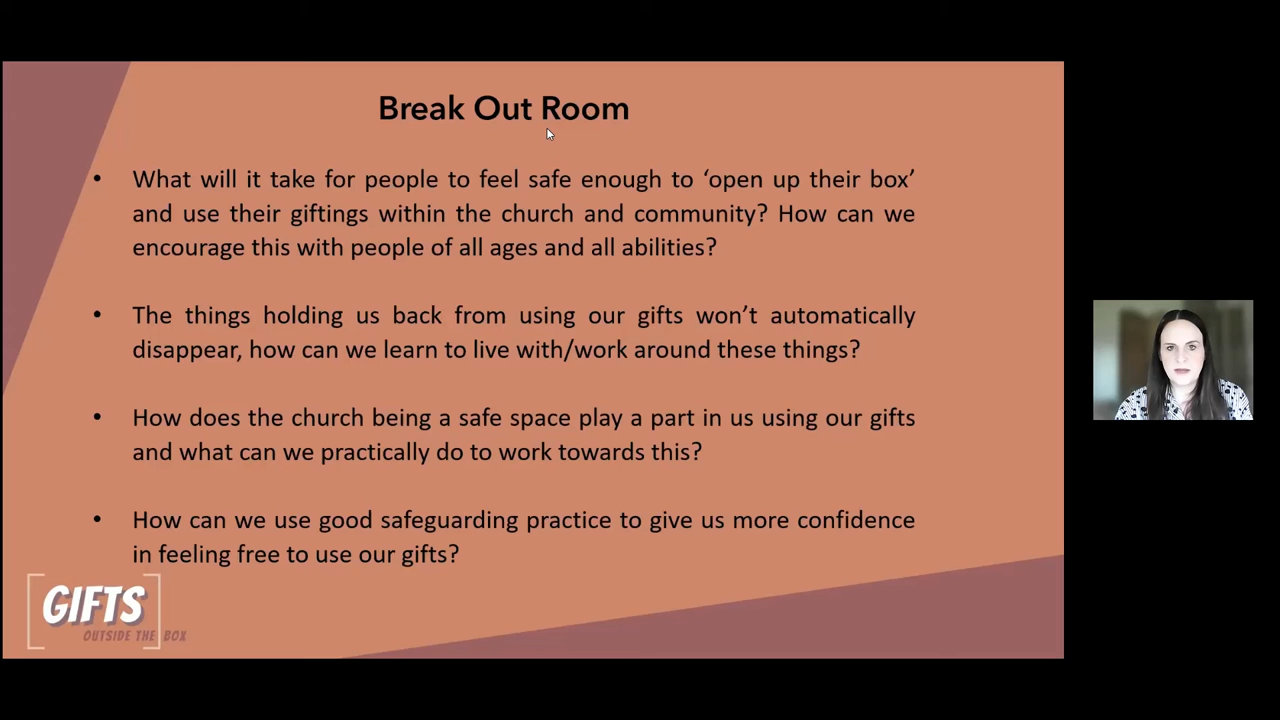 Break Out Room
• What will it take for people to feel safe enough to ‘open up their box’
and use their giftings within the church and community? How can we
encourage this with people of all ages and all abilities?
• The things holding us back from using our gifts won’t automatically
disappear, how can we learn to live with/work around these things?
• How does the church being a safe space play a part in us using our gifts
and what can we practically do to work towards this?
• How can we use good safeguarding practice to give us more confidence
in feeling free to use our gifts?
GIFTS
OUTSIDE THE BOX